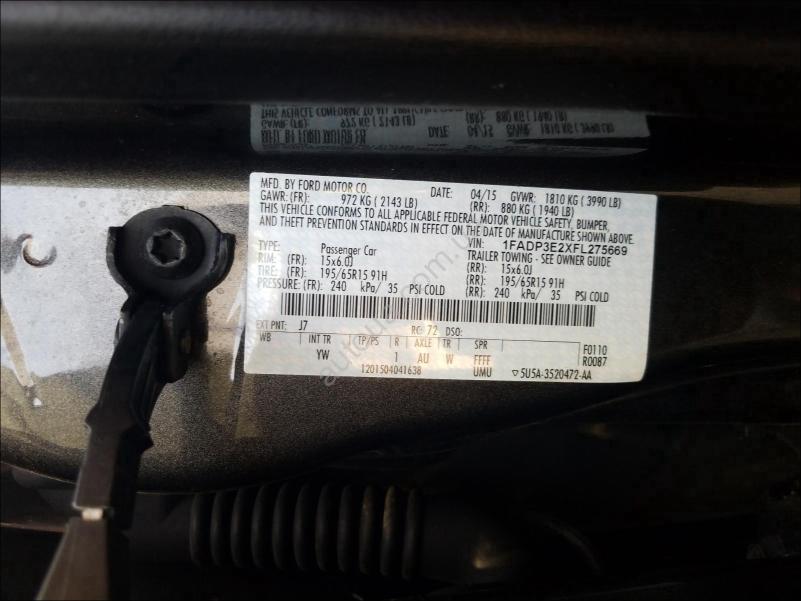 MFD. BY FORD MOTOR CO.
DATE: 04/15 GVWR: 1810 KG ( 3990 LB)
GAWR: (FR): 972 KG ( 2143 LB) (RR): 880 KG ( 1940 LB)
THIS VEHICLE CONFORMS TO ALL APPLICABLE FEDERAL MOTOR VEHICLE SAFETY, BUMPER,
AND THEFT PREVENTION STANDARDS IN EFFECT ON THE DATE OF MANUFACTURE SHOWN ABOVE.
VIN: 1FADP3E2XFL275669
TYPE: Passenger Car TRAILER TOWING - SEE OWNER GUIDE
RIM: (FR): 15x6.0J (RR): 15x6.0J
TIRE: (FR): 195/65R15 91H (RR): 195/65R15 91H
PRESSURE: (FR): 240 kPa/ 35 PSI COLD (RR): 240 kPa/ 35 PSI COLD
EXT PNT: J7 RC: 72 DSO:
WB INT TR TP/PS R AXLE TR SPR F0110
YW 1 AU W FFFF R0087
1201504041638 UMU ▽5U5A-3520472-AA